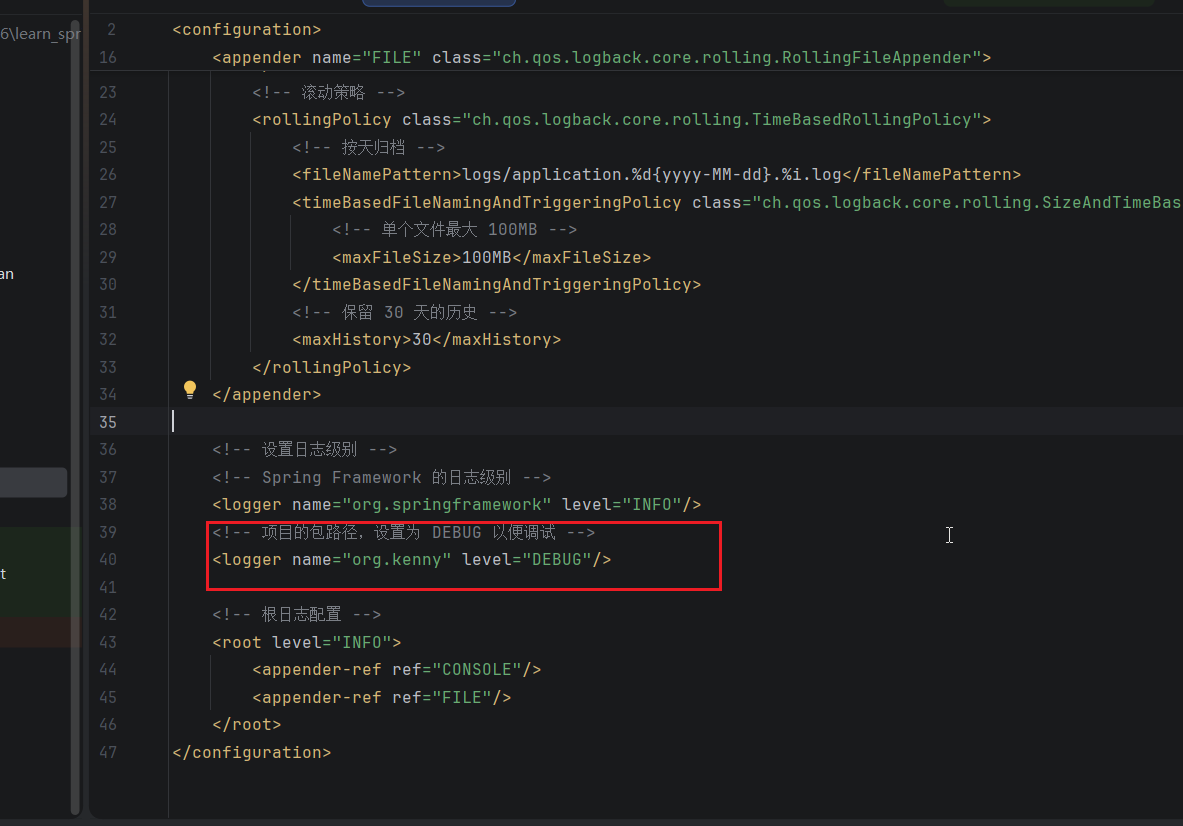 6\learn_spr
an
t
2 <configuration>
16 <appender name="FILE" class="ch.qos.logback.core.rolling.RollingFileAppender">
23 <!-- 滚动策略 -->
24 <rollingPolicy class="ch.qos.logback.core.rolling.TimeBasedRollingPolicy">
25 <!-- 按天归档 -->
26 <fileNamePattern>logs/application.%d{yyyy-MM-dd}.%i.log</fileNamePattern>
27 <timeBasedFileNamingAndTriggeringPolicy class="ch.qos.logback.core.rolling.SizeAndTimeBas
28 <!-- 单个文件最大 100MB -->
29 <maxFileSize>100MB</maxFileSize>
30 </timeBasedFileNamingAndTriggeringPolicy>
31 <!-- 保留 30 天的历史 -->
32 <maxHistory>30</maxHistory>
33 </rollingPolicy>
34 </appender>
35
36 <!-- 设置日志级别 -->
37 <!-- Spring Framework 的日志级别 -->
38 <logger name="org.springframework" level="INFO"/>
39 <!-- 项目的包路径，设置为 DEBUG 以便调试 -->
40 <logger name="org.kenny" level="DEBUG"/>
41
42 <!-- 根日志配置 -->
43 <root level="INFO">
44 <appender-ref ref="CONSOLE"/>
45 <appender-ref ref="FILE"/>
46 </root>
47 </configuration>